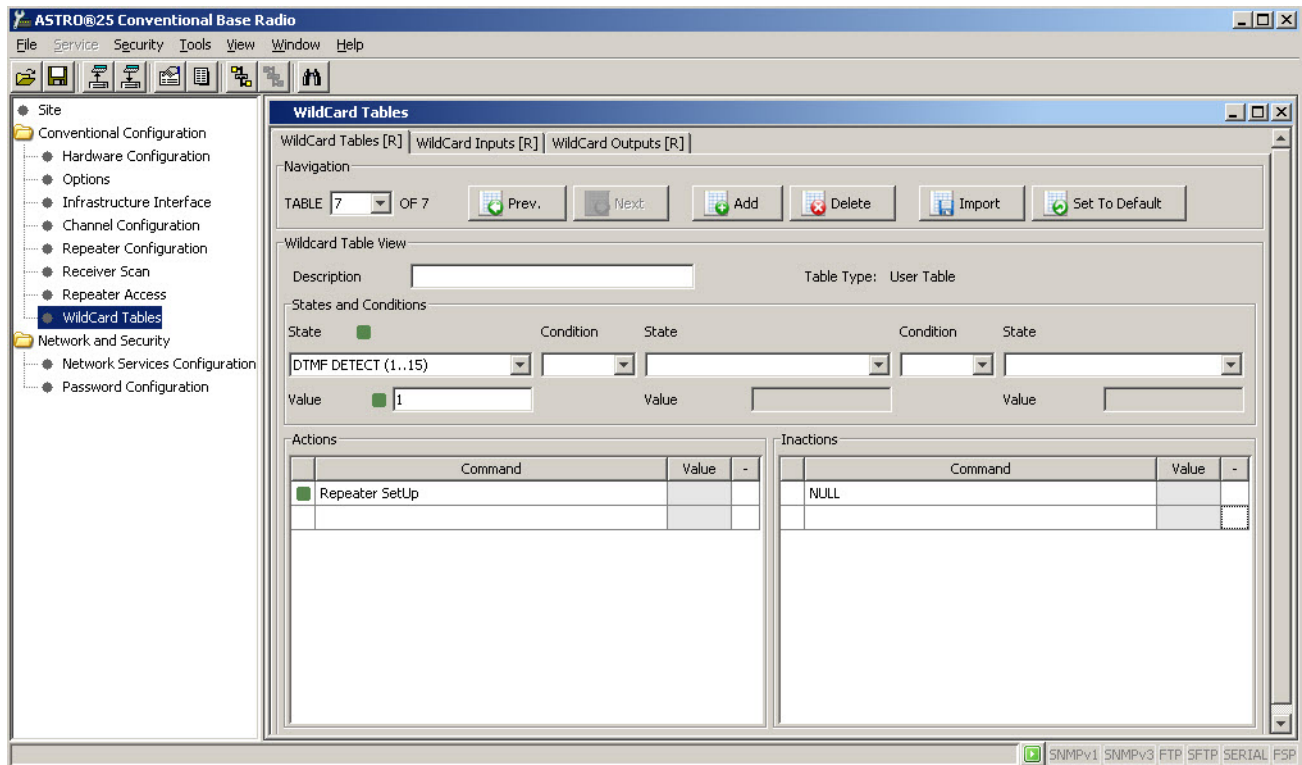 ASTRO®25 Conventional Base Radio
File Service Security Tools View Window Help
Site
Conventional Configuration
Hardware Configuration
Options
Infrastructure Interface
Channel Configuration
Repeater Configuration
Receiver Scan
Repeater Access
WildCard Tables
Network and Security
Network Services Configuration
Password Configuration
WildCard Tables
WildCard Tables [R] WildCard Inputs [R] WildCard Outputs [R]
Navigation
TABLE 7 OF 7 Prev. Next Add Delete Import Set To Default
Wildcard Table View
Description Table Type: User Table
States and Conditions
State Condition State Condition State
DTMF DETECT (1..15)
Value 1 Value Value
Actions
Command Value -
Repeater SetUp
Inactions
Command Value -
NULL
SNMPv1 SNMPv3 FTP SFTP SERIAL FSP